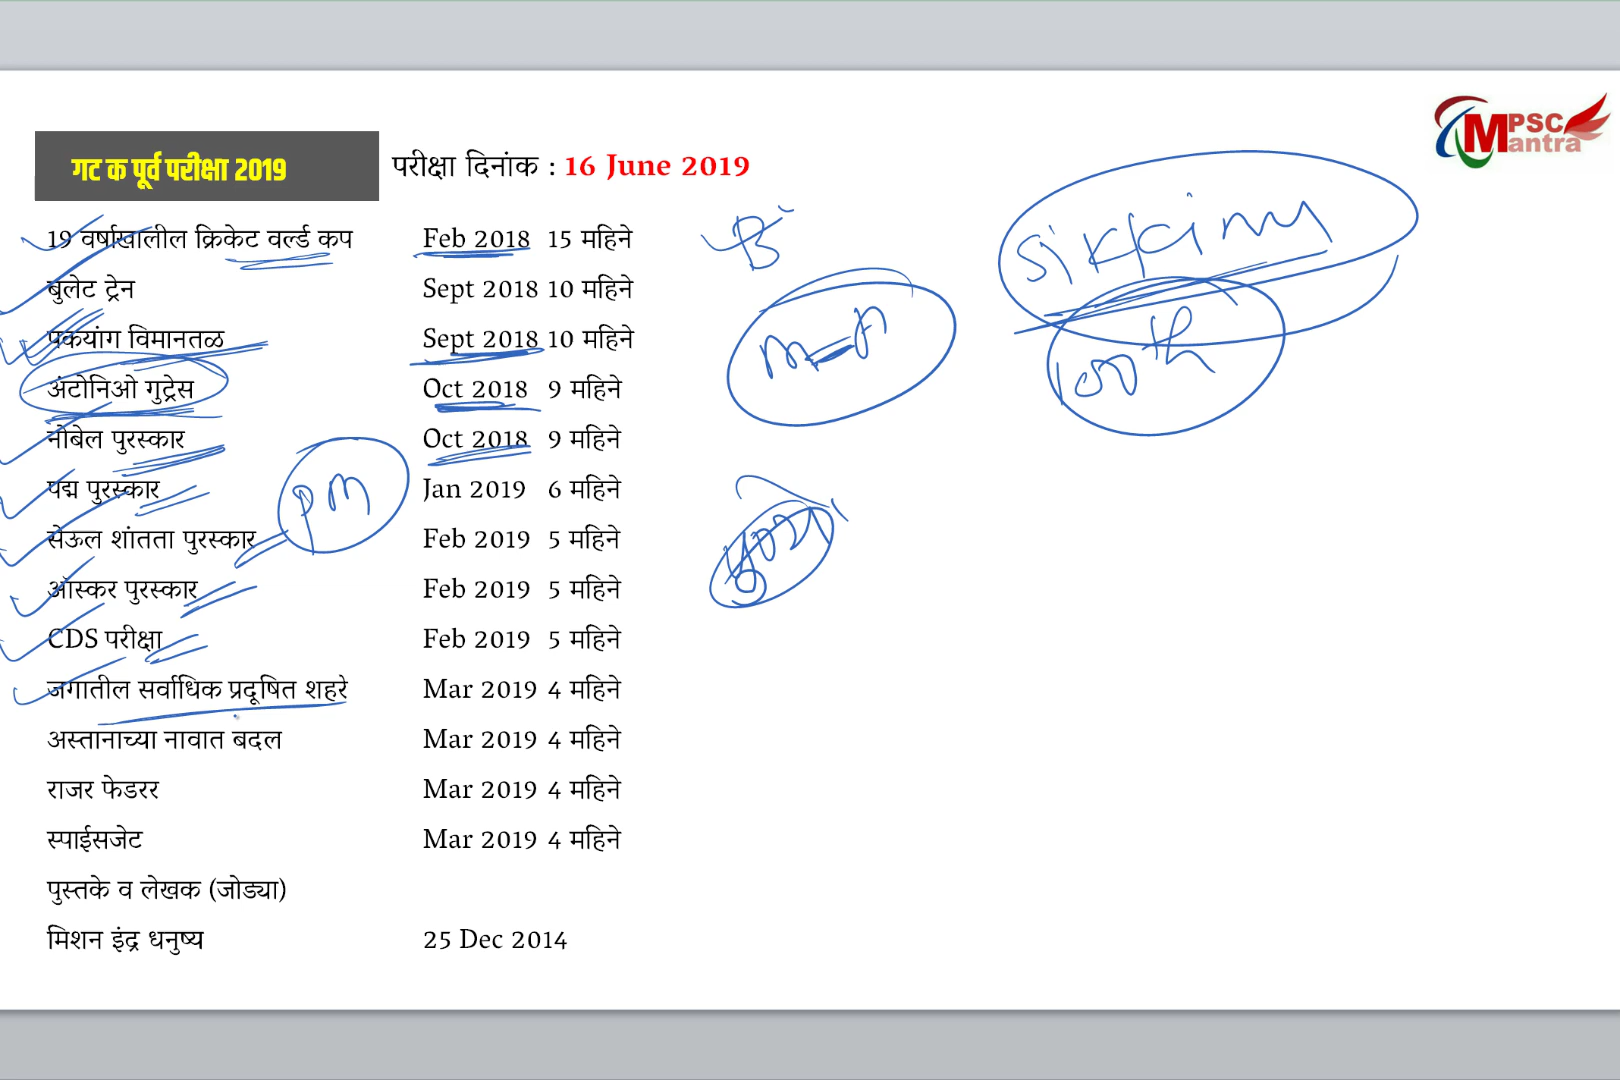 MPSC Mantra
गट क पूर्व परीक्षा 2019 परीक्षा दिनांक : 16 June 2019
19 वर्षाखालील क्रिकेट वर्ल्ड कप Feb 2018 15 महिने
बुलेट ट्रेन Sept 2018 10 महिने
पकयांग विमानतळ Sept 2018 10 महिने
अंटोनिओ गुट्रेस Oct 2018 9 महिने
नोबेल पुरस्कार Oct 2018 9 महिने
पद्म पुरस्कार Jan 2019 6 महिने
सेऊल शांतता पुरस्कार Feb 2019 5 महिने
ऑस्कर पुरस्कार Feb 2019 5 महिने
CDS परीक्षा Feb 2019 5 महिने
जगातील सर्वाधिक प्रदूषित शहरे Mar 2019 4 महिने
अस्तानाच्या नावात बदल Mar 2019 4 महिने
राजर फेडरर Mar 2019 4 महिने
स्पाईसजेट Mar 2019 4 महिने
पुस्तके व लेखक (जोड्या)
मिशन इंद्र धनुष्य 25 Dec 2014
B
m-A
Sikkim
100th
PM